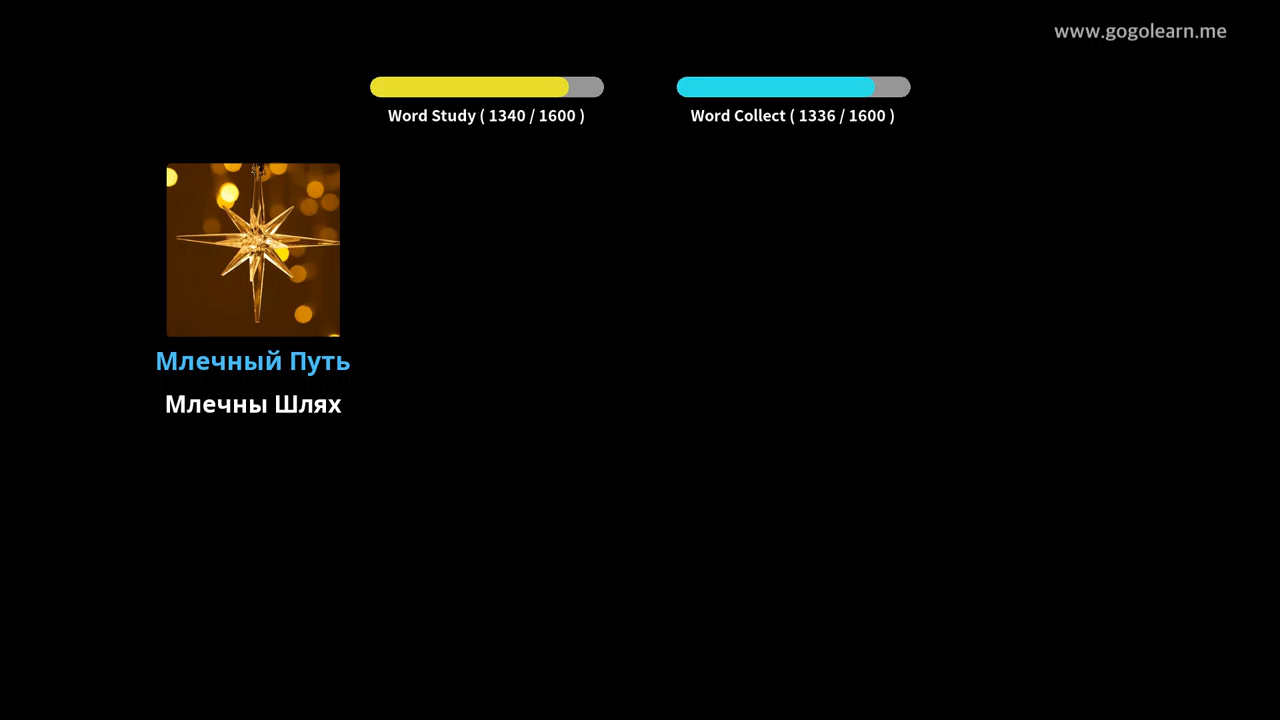 www.gogolearn.me
Word Study ( 1340 / 1600 )
Word Collect ( 1336 / 1600 )
Млечный Путь
Млечны Шлях